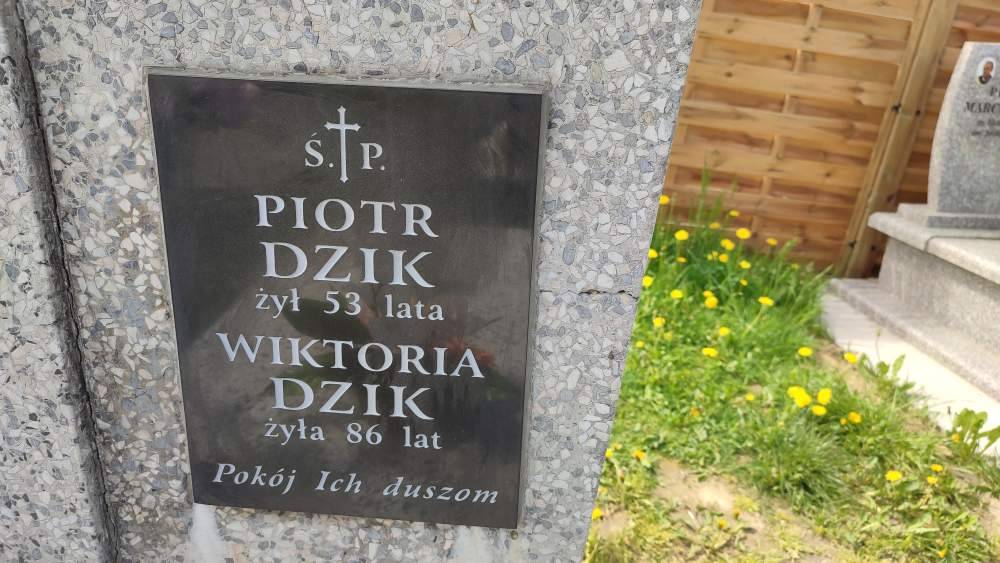 Ś. P.
PIOTR
DZIK
żył 53 lata
WIKTORIA
DZIK
żyła 86 lat
Pokój Ich duszom